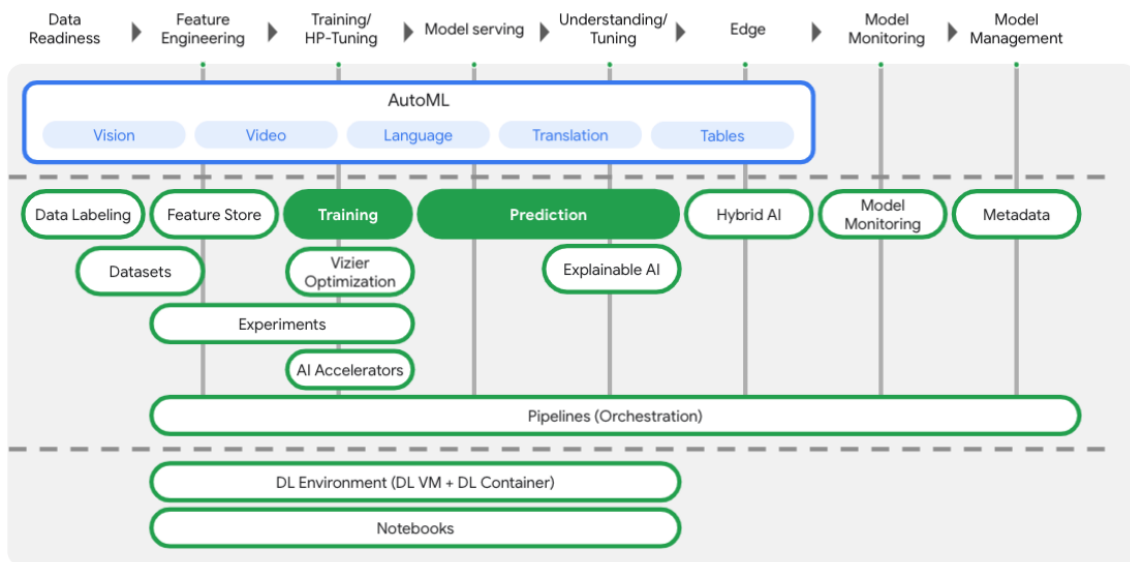 Data
Readiness
Feature
Engineering
Training/
HP-Tuning
Model serving
Understanding/
Tuning
Edge
Model
Monitoring
Model
Management
AutoML
Vision
Video
Language
Translation
Tables
Data Labeling
Feature Store
Training
Prediction
Hybrid AI
Model
Monitoring
Metadata
Datasets
Vizier
Optimization
Explainable AI
Experiments
AI Accelerators
Pipelines (Orchestration)
DL Environment (DL VM + DL Container)
Notebooks